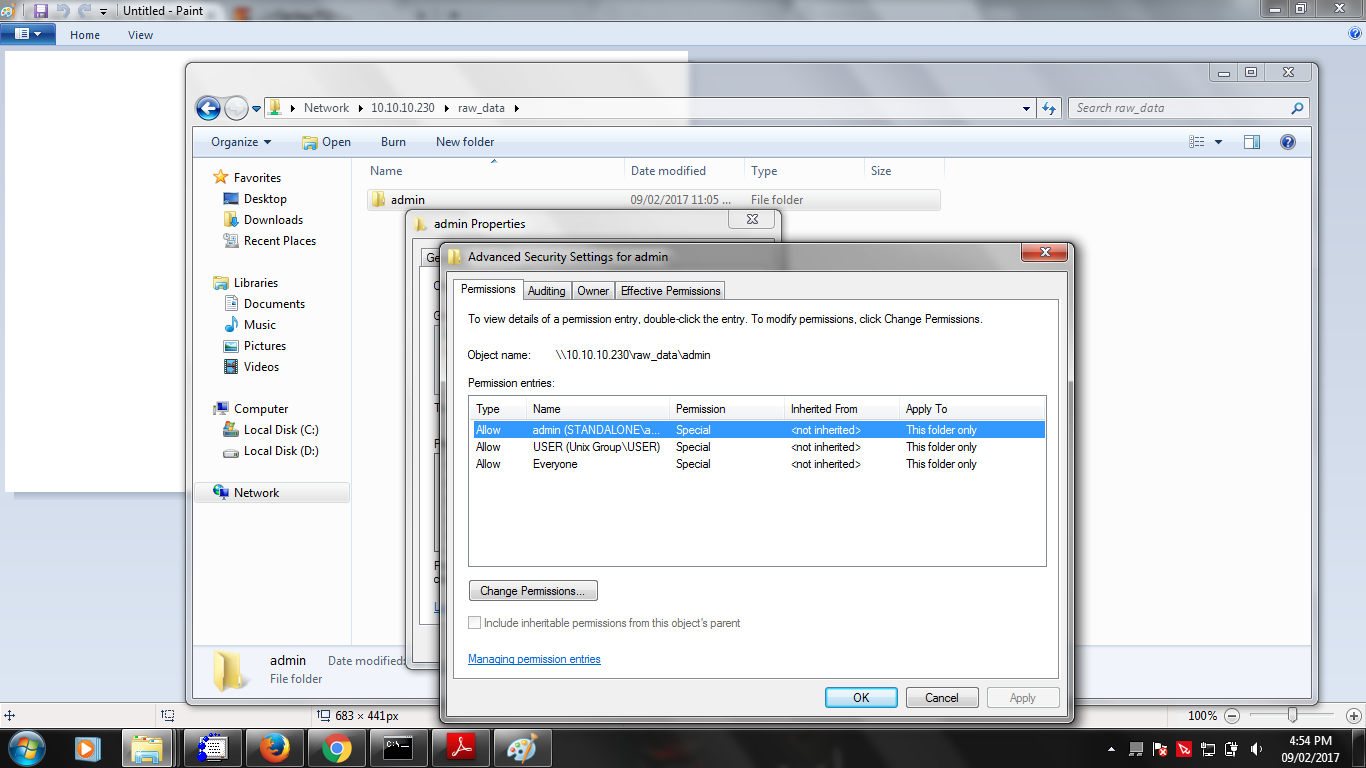 Untitled - Paint
Home View
Network 10.10.10.230 raw_data
Search raw_data
Organize Open Burn New folder
Name Date modified Type Size
admin 09/02/2017 11:05 ... File folder
Favorites
Desktop
Downloads
Recent Places
Libraries
Documents
Music
Pictures
Videos
Computer
Local Disk (C:)
Local Disk (D:)
Network
admin Properties
Ge
Advanced Security Settings for admin
Permissions Auditing Owner Effective Permissions
To view details of a permission entry, double-click the entry. To modify permissions, click Change Permissions.
Object name: \\10.10.10.230\raw_data\admin
Permission entries:
Type Name Permission Inherited From Apply To
Allow admin (STANDALONE\a... Special <not inherited> This folder only
Allow USER (Unix Group\USER) Special <not inherited> This folder only
Allow Everyone Special <not inherited> This folder only
Change Permissions...
Include inheritable permissions from this object's parent
Managing permission entries
OK Cancel Apply
admin Date modified:
File folder
683 × 441px
100%
C:\_
4:54 PM
09/02/2017